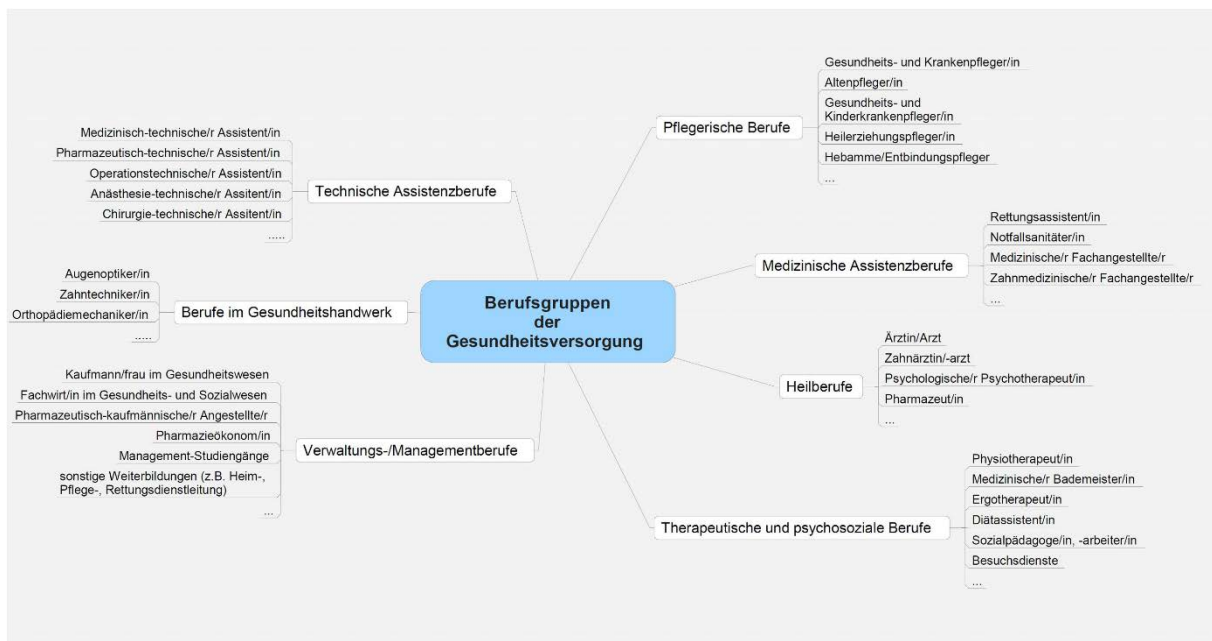 Berufsgruppen
der
Gesundheitsversorgung
Pflegerische Berufe
Gesundheits- und Krankenpfleger/in
Altenpfleger/in
Gesundheits- und
Kinderkrankenpfleger/in
Heilerziehungspfleger/in
Hebamme/Entbindungspfleger
...
Medizinische Assistenzberufe
Rettungsassistent/in
Notfallsanitäter/in
Medizinische/r Fachangestellte/r
Zahnmedizinische/r Fachangestellte/r
...
Heilberufe
Ärztin/Arzt
Zahnärztin/-arzt
Psychologische/r Psychotherapeut/in
Pharmazeut/in
...
Therapeutische und psychosoziale Berufe
Physiotherapeut/in
Medizinische/r Bademeister/in
Ergotherapeut/in
Diätassistent/in
Sozialpädagoge/in, -arbeiter/in
Besuchsdienste
...
Technische Assistenzberufe
Medizinisch-technische/r Assistent/in
Pharmazeutisch-technische/r Assistent/in
Operationstechnische/r Assistent/in
Anästhesie-technische/r Assitent/in
Chirurgie-technische/r Assitent/in
.....
Berufe im Gesundheitshandwerk
Augenoptiker/in
Zahntechniker/in
Orthopädiemechaniker/in
.....
Verwaltungs-/Managementberufe
Kaufmann/frau im Gesundheitswesen
Fachwirt/in im Gesundheits- und Sozialwesen
Pharmazeutisch-kaufmännische/r Angestellte/r
Pharmazieökonom/in
Management-Studiengänge
sonstige Weiterbildungen (z.B. Heim-,
Pflege-, Rettungsdienstleitung)
...